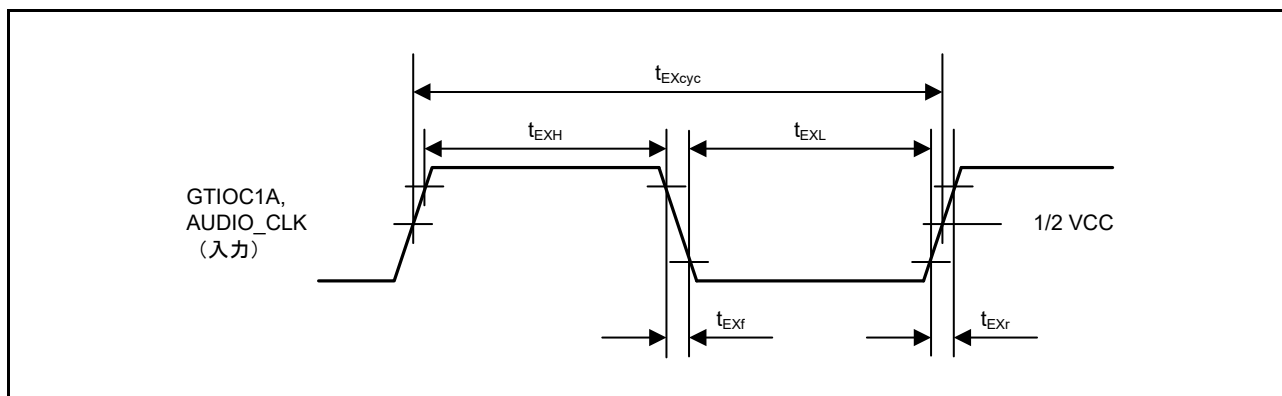 tEXcyc
tEXH
tEXL
GTIOC1A,
AUDIO_CLK
（入力）
1/2 VCC
tEXf
tEXr